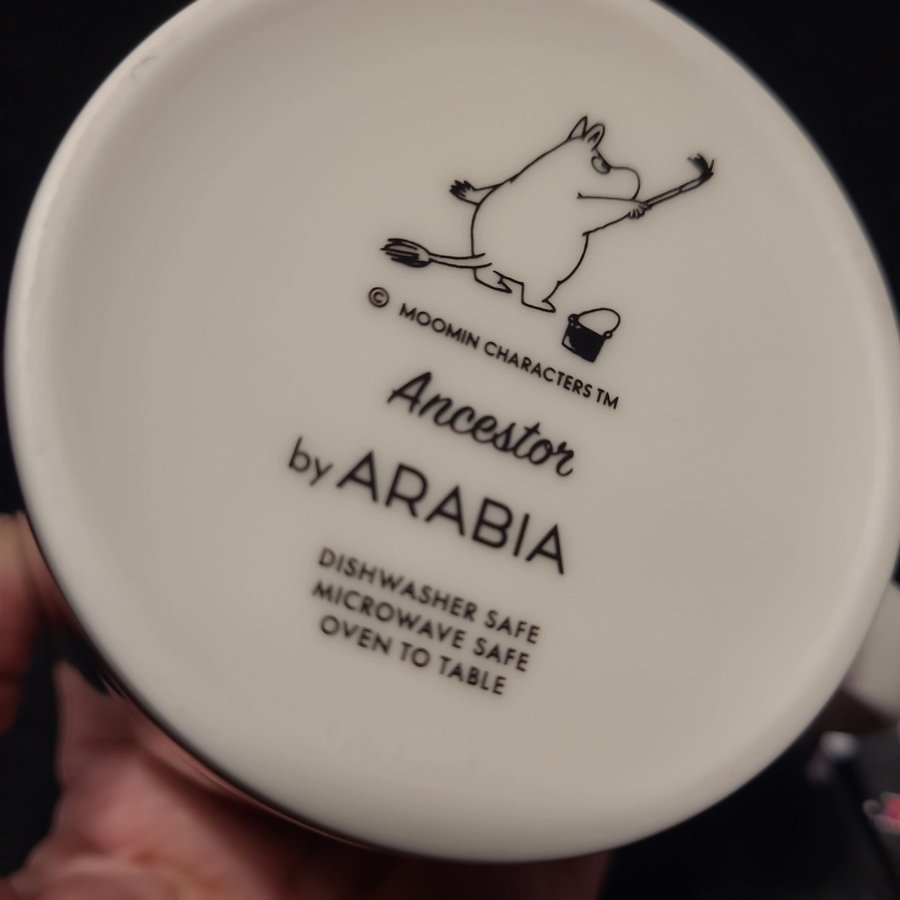 © MOOMIN CHARACTERS TM
Ancestor
by ARABIA
DISHWASHER SAFE
MICROWAVE SAFE
OVEN TO TABLE